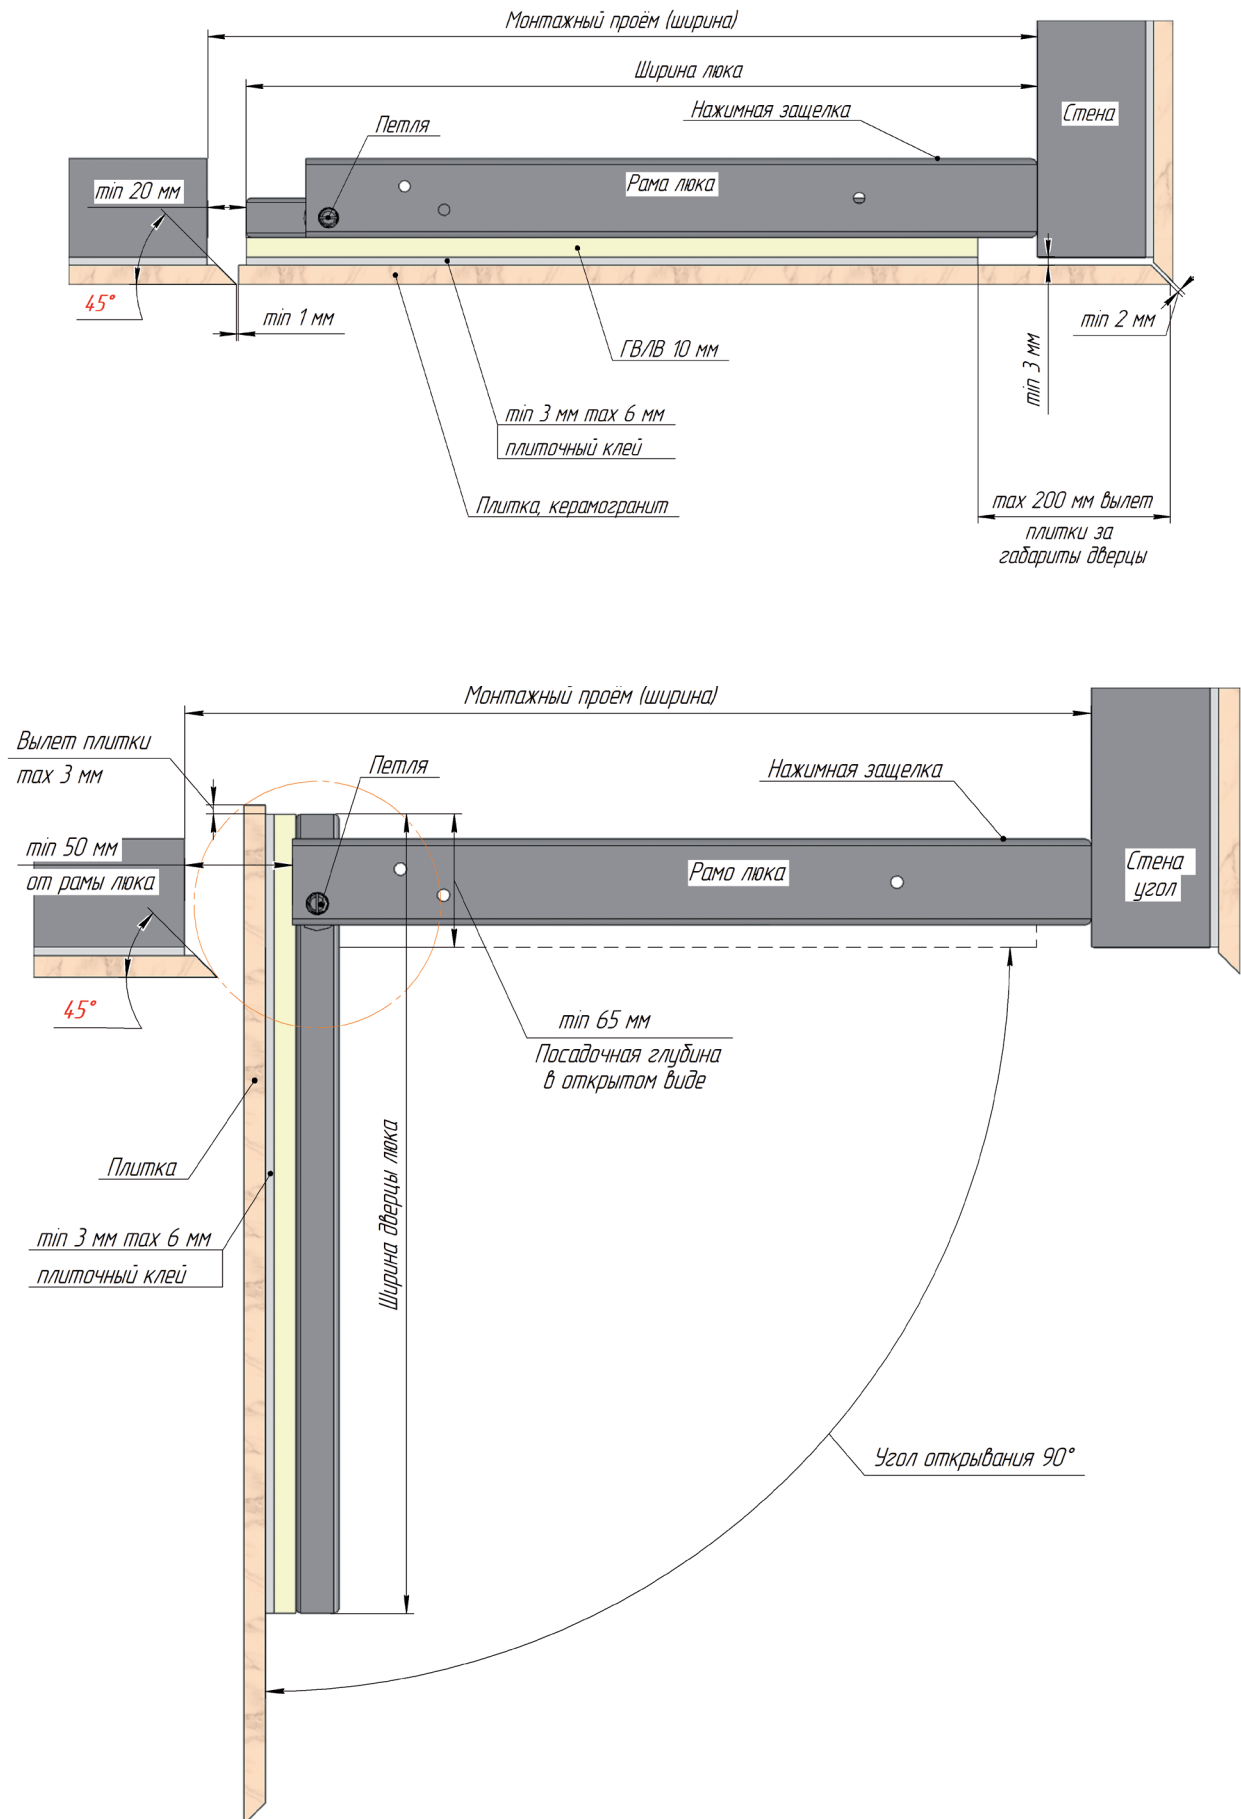 Монтажный проём (ширина)
Ширина люка
Нажимная защелка
Петля
Стена
min 20 мм
Рама люка
45°
min 1 мм
min 2 мм
ГВЛВ 10 мм
min 3 мм
min 3 мм max 6 мм
плиточный клей
Плитка, керамогранит
max 200 мм вылет
плитки за
габариты дверцы
Монтажный проём (ширина)
Вылет плитки
max 3 мм
Петля
Нажимная защелка
min 50 мм
от рамы люка
Рамо люка
Стена
угол
45°
min 65 мм
Посадочная глубина
в открытом виде
Плитка
Ширина дверцы люка
min 3 мм max 6 мм
плиточный клей
Угол открывания 90°